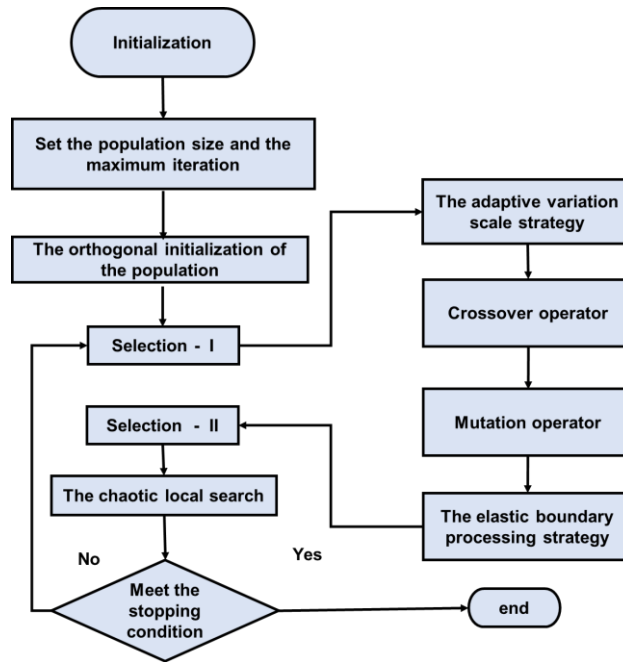 Initialization
Set the population size and the
maximum iteration
The orthogonal initialization of
the population
Selection - I
The adaptive variation
scale strategy
Crossover operator
Mutation operator
The elastic boundary
processing strategy
Selection - II
The chaotic local search
No
Yes
Meet the
stopping
condition
end